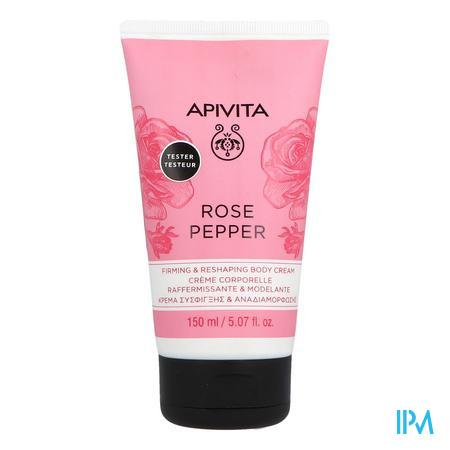 APIVITA
TESTER
TESTEUR
ROSE
PEPPER
FIRMING & RESHAPING BODY CREAM
CRÈME CORPORELLE
RAFFERMISSANTE & MODELANTE
ΚΡΕΜΑ ΣΥΣΦΙΓΞΗΣ & ΑΝΑΔΙΑΜΟΡΦΩΣΗΣ
150 ml / 5.07 fl. oz.
IPM